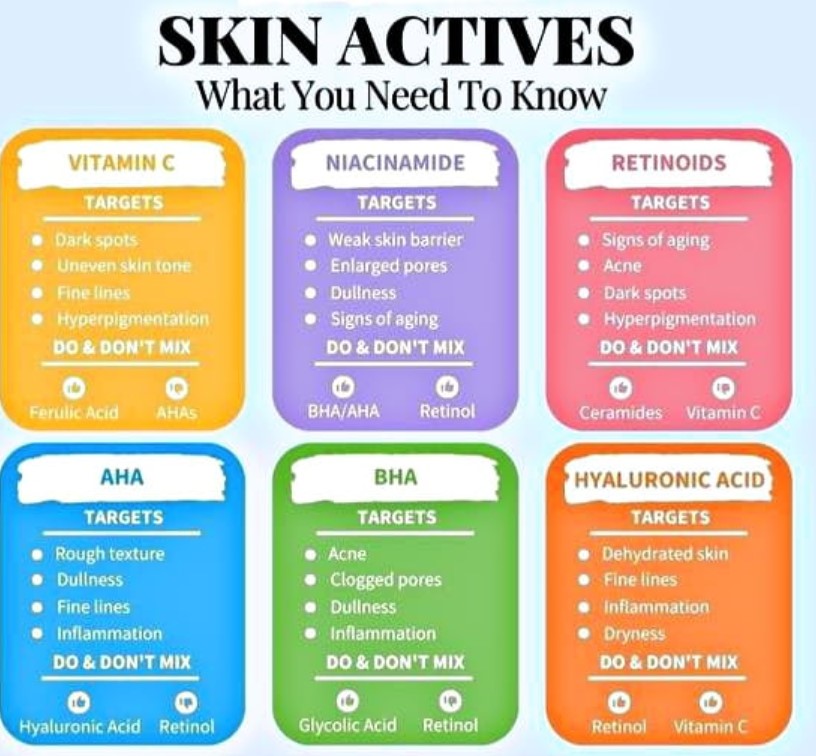 SKIN ACTIVES
What You Need To Know
VITAMIN C
TARGETS
Dark spots
Uneven skin tone
Fine lines
Hyperpigmentation
DO & DON'T MIX
Ferulic Acid AHAs
NIACINAMIDE
TARGETS
Weak skin barrier
Enlarged pores
Dullness
Signs of aging
DO & DON'T MIX
BHA/AHA Retinol
RETINOIDS
TARGETS
Signs of aging
Acne
Dark spots
Hyperpigmentation
DO & DON'T MIX
Ceramides Vitamin C
AHA
TARGETS
Rough texture
Dullness
Fine lines
Inflammation
DO & DON'T MIX
Hyaluronic Acid Retinol
BHA
TARGETS
Acne
Clogged pores
Dullness
Inflammation
DO & DON'T MIX
Glycolic Acid Retinol
HYALURONIC ACID
TARGETS
Dehydrated skin
Fine lines
Inflammation
Dryness
DO & DON'T MIX
Retinol Vitamin C